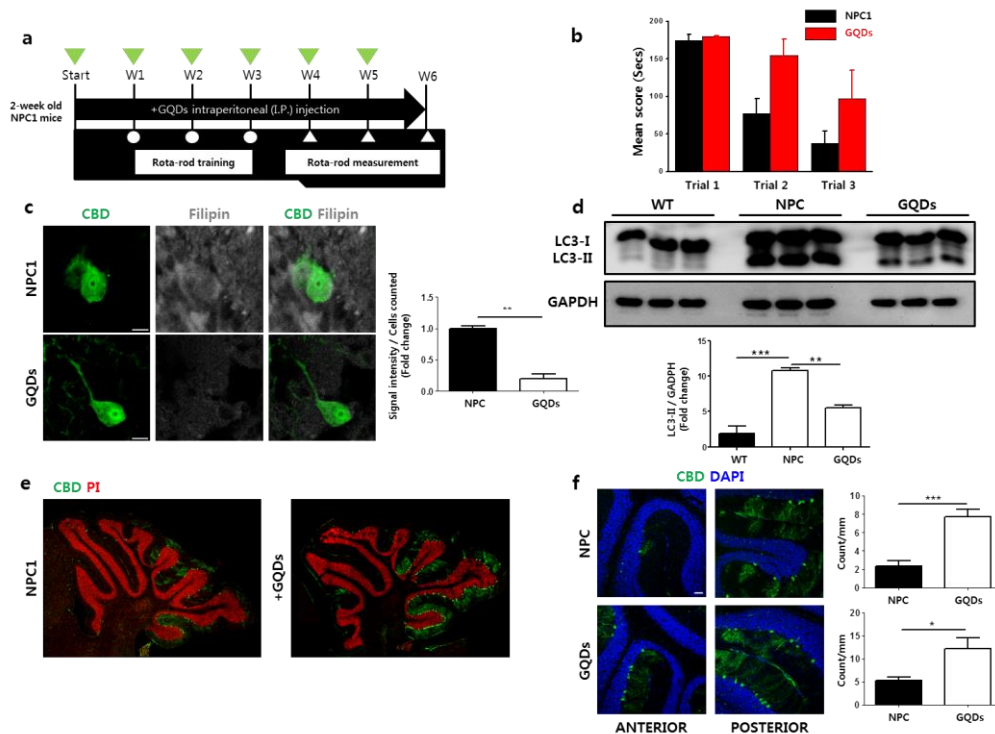 a
Start
W1
W2
W3
W4
W5
W6
2-week old
NPC1 mice
+GQDs intraperitoneal (I.P.) injection
Rota-rod training
Rota-rod measurement
b
NPC1
GQDs
Mean score (Secs)
200
150
100
50
0
Trial 1
Trial 2
Trial 3
c
CBD
Filipin
CBD Filipin
NPC1
GQDs
Signal intensity / Cells counted
(Fold change)
1.5
1.0
0.5
0.0
**
NPC
GQDs
d
WT
NPC
GQDs
LC3-I
LC3-II
GAPDH
LC3-II / GADPH
(Fold change)
15
10
5
0
***
**
WT
NPC
GQDs
e
CBD PI
NPC1
+GQDs
f
CBD DAPI
NPC
GQDs
ANTERIOR
POSTERIOR
Count/mm
10
8
6
4
2
0
***
NPC
GQDs
Count/mm
20
15
10
5
0
*
NPC
GQDs